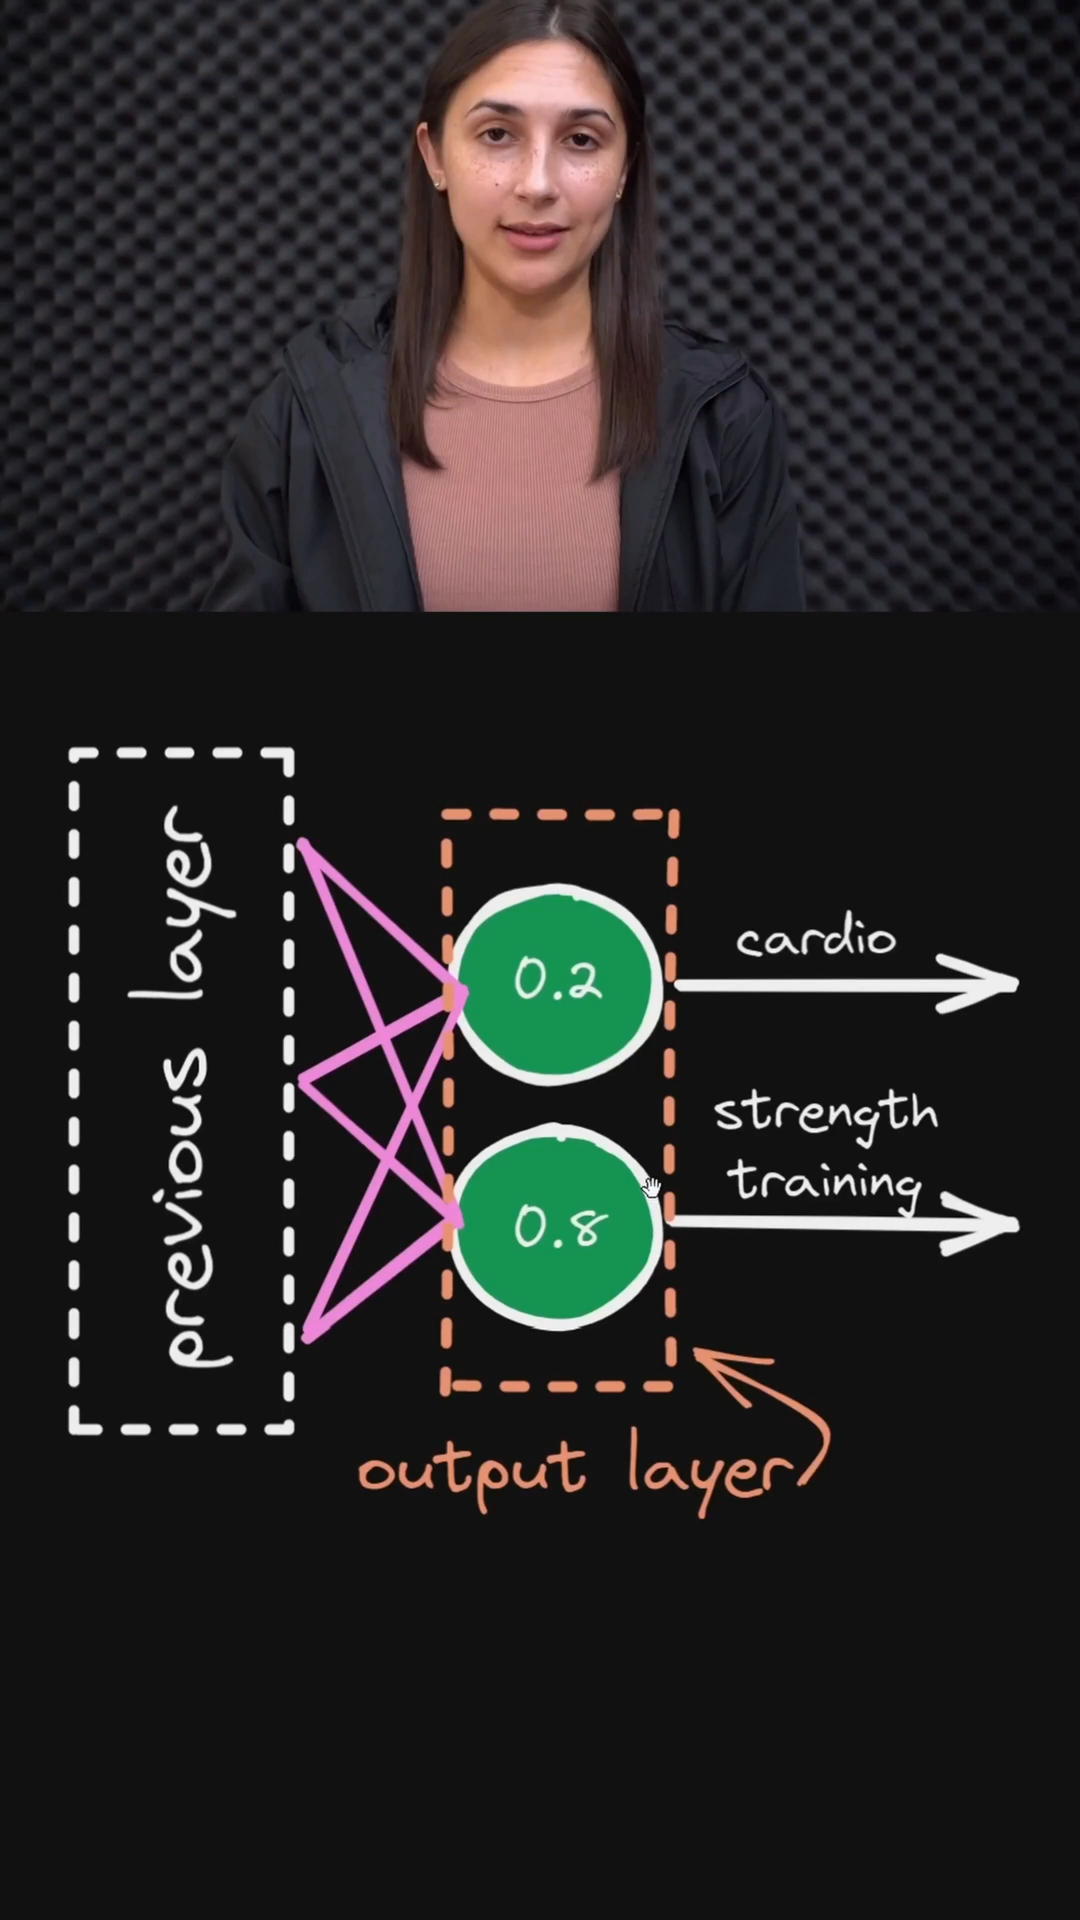 previous layer
0.2
cardio
strength
training
0.8
output layer